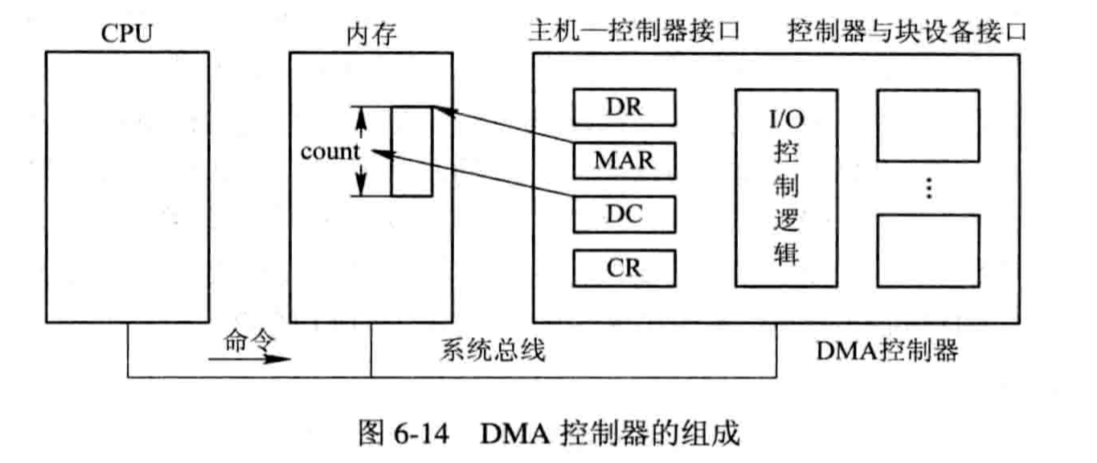 CPU
内存
主机—控制器接口
控制器与块设备接口
count
DR
MAR
DC
CR
I/O
控
制
逻
辑
⋮
命令
系统总线
DMA控制器
图 6-14 DMA 控制器的组成